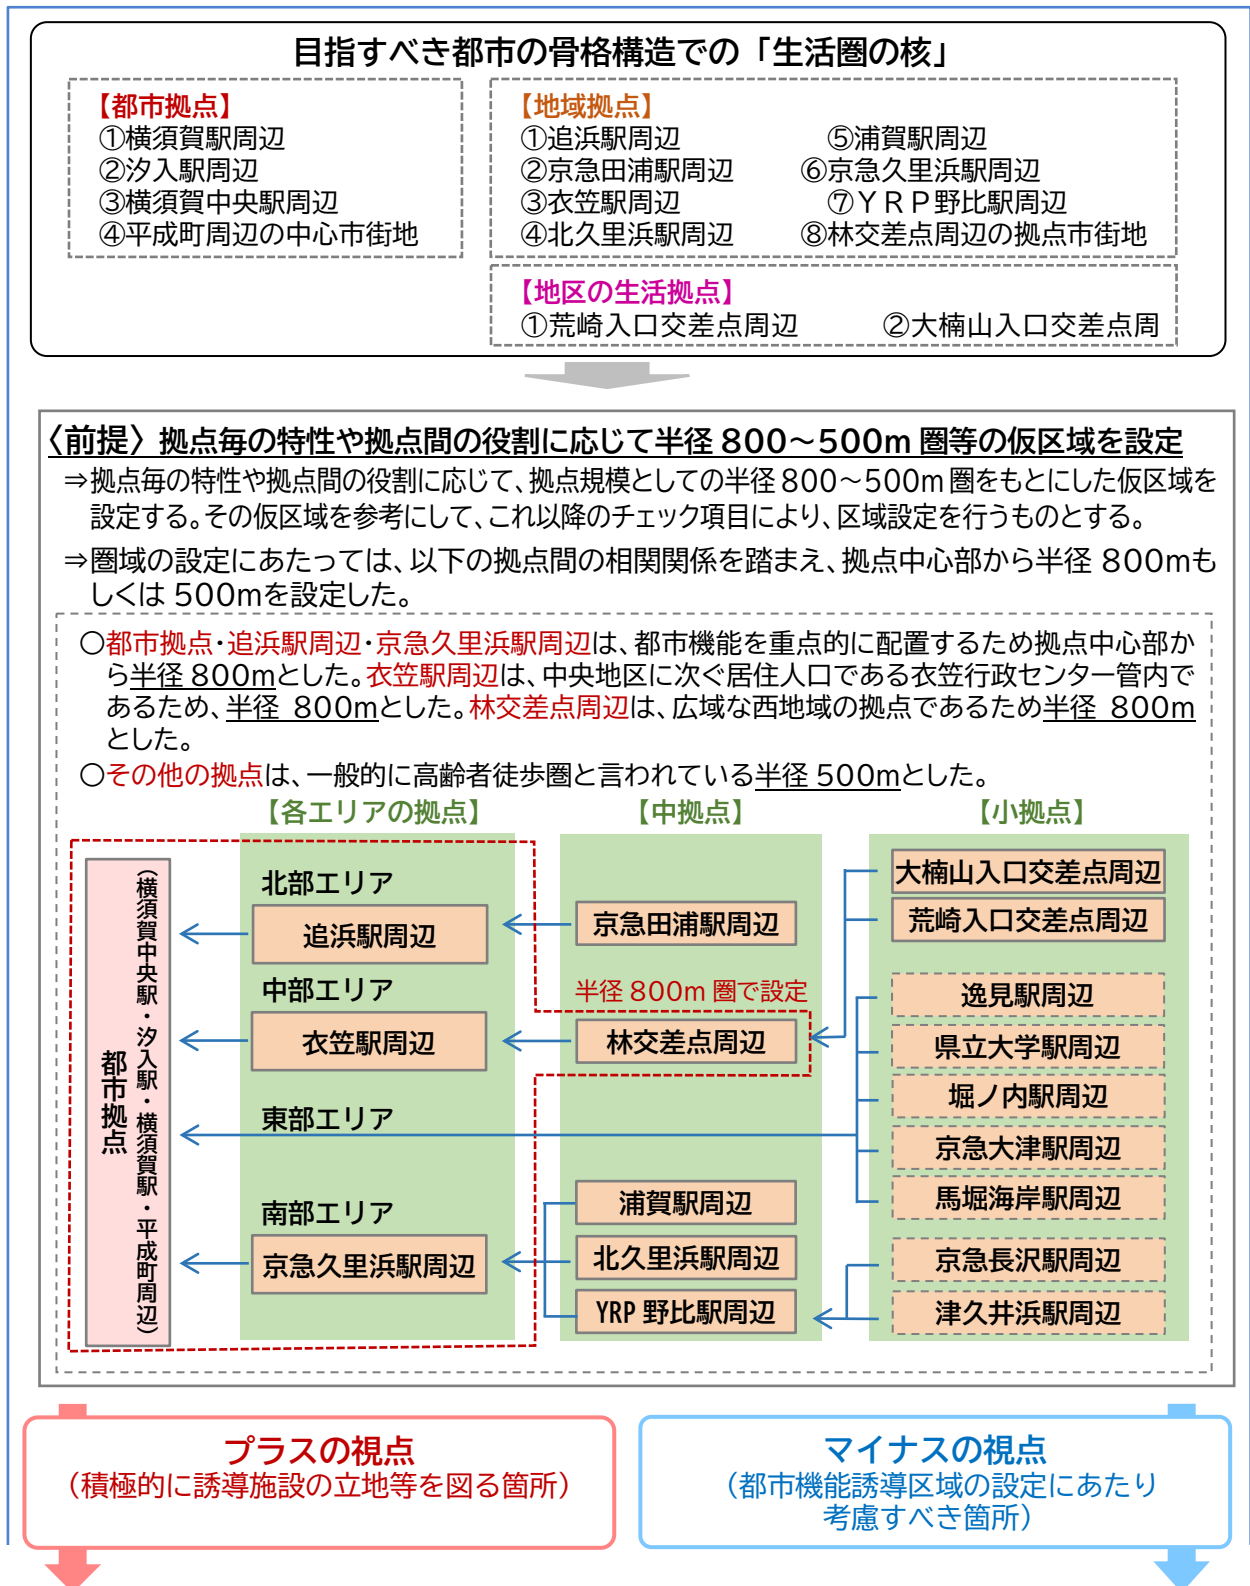 目指すべき都市の骨格構造での「生活圏の核」
【都市拠点】
①横須賀駅周辺
②汐入駅周辺
③横須賀中央駅周辺
④平成町周辺の中心市街地
【地域拠点】
①追浜駅周辺 ⑤浦賀駅周辺
②京急田浦駅周辺 ⑥京急久里浜駅周辺
③衣笠駅周辺 ⑦ＹＲＰ野比駅周辺
④北久里浜駅周辺 ⑧林交差点周辺の拠点市街地
【地区の生活拠点】
①荒崎入口交差点周辺 ②大楠山入口交差点周
〈前提〉拠点毎の特性や拠点間の役割に応じて半径 800～500m 圏等の仮区域を設定
⇒拠点毎の特性や拠点間の役割に応じて、拠点規模としての半径 800～500m 圏をもとにした仮区域を
設定する。その仮区域を参考にして、これ以降のチェック項目により、区域設定を行うものとする。
⇒圏域の設定にあたっては、以下の拠点間の相関関係を踏まえ、拠点中心部から半径 800mも
しくは 500mを設定した。
○都市拠点・追浜駅周辺・京急久里浜駅周辺は、都市機能を重点的に配置するため拠点中心部か
ら半径 800mとした。衣笠駅周辺は、中央地区に次ぐ居住人口である衣笠行政センター管内で
あるため、半径 800mとした。林交差点周辺は、広域な西地域の拠点であるため半径 800m
とした。
○その他の拠点は、一般的に高齢者徒歩圏と言われている半径 500mとした。
【各エリアの拠点】
【中拠点】
【小拠点】
都市拠点
（横須賀中央駅・汐入駅・横須賀駅・平成町周辺）
北部エリア
追浜駅周辺
中部エリア
衣笠駅周辺
東部エリア
南部エリア
京急久里浜駅周辺
京急田浦駅周辺
半径 800m 圏で設定
林交差点周辺
浦賀駅周辺
北久里浜駅周辺
YRP 野比駅周辺
大楠山入口交差点周辺
荒崎入口交差点周辺
逸見駅周辺
県立大学駅周辺
堀ノ内駅周辺
京急大津駅周辺
馬堀海岸駅周辺
京急長沢駅周辺
津久井浜駅周辺
プラスの視点
（積極的に誘導施設の立地等を図る箇所）
マイナスの視点
（都市機能誘導区域の設定にあたり
考慮すべき箇所）